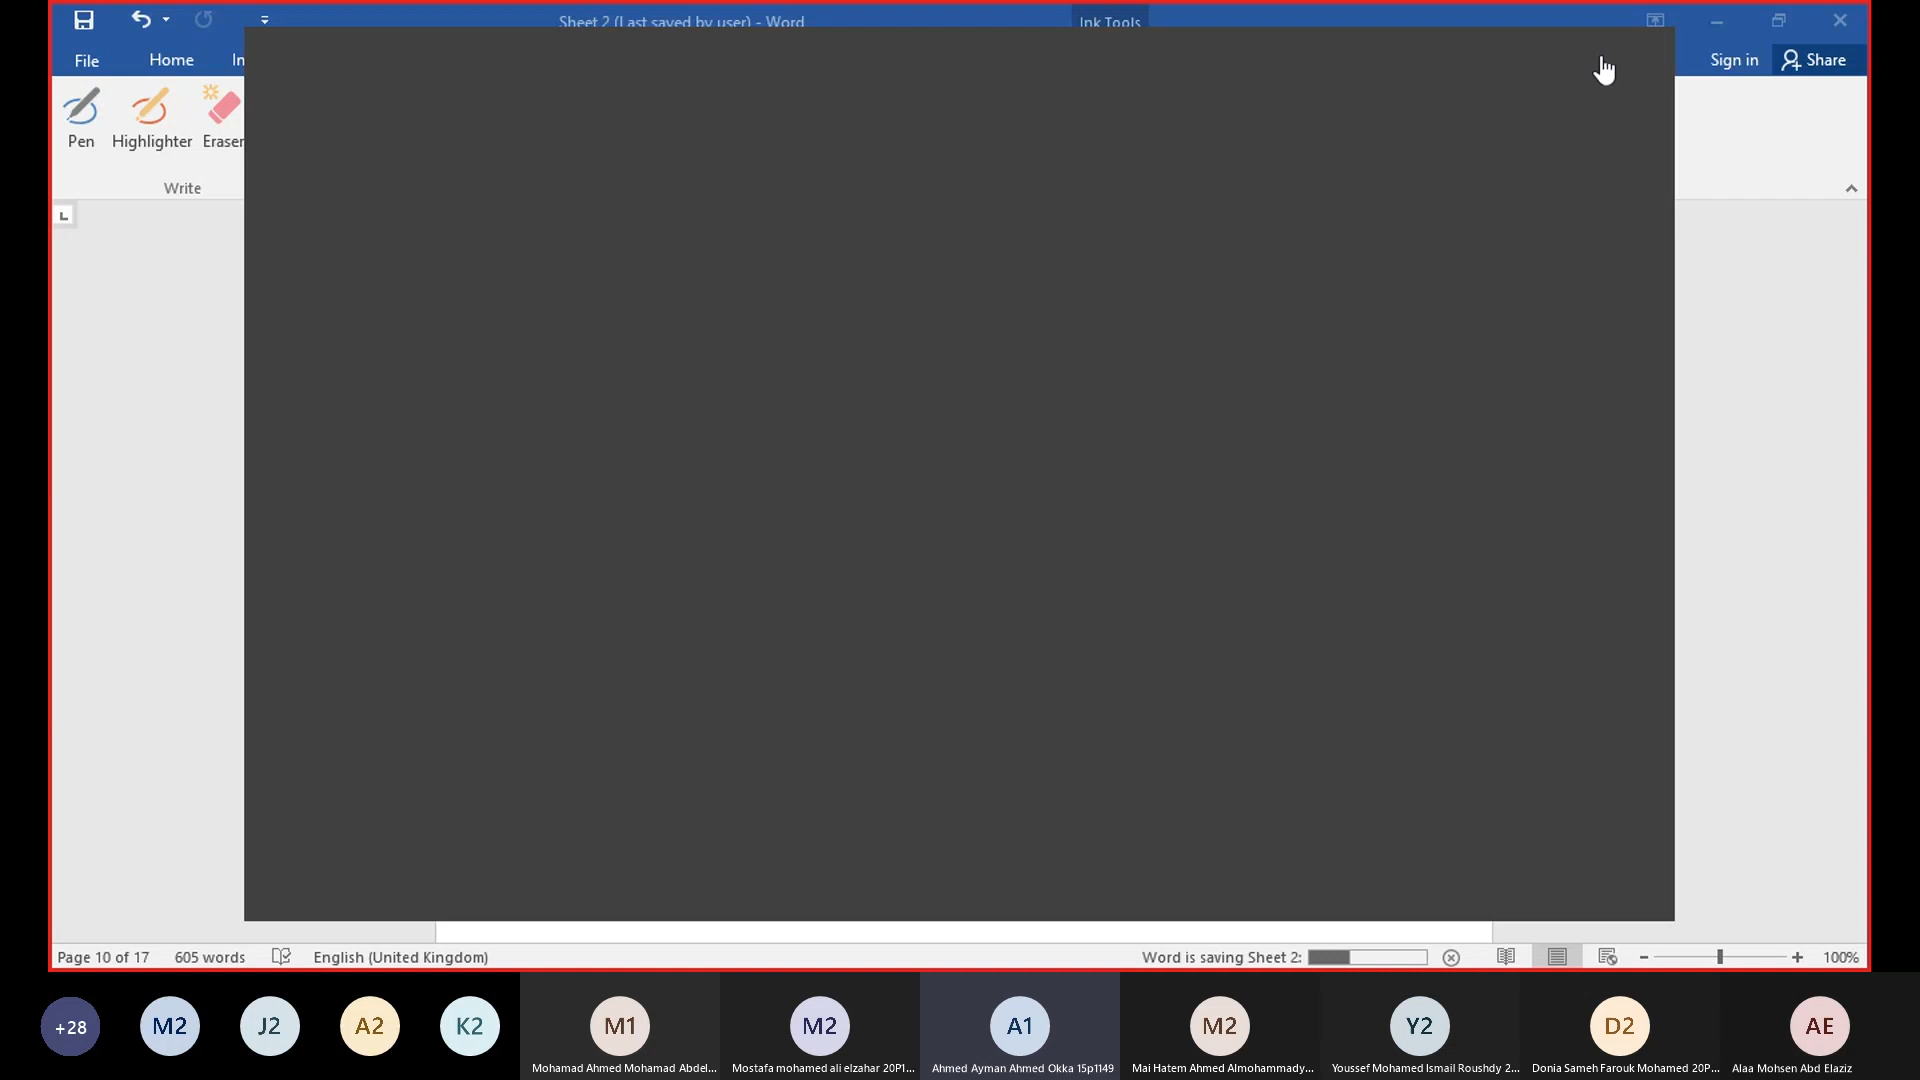 Sheet 2 (Last saved by user) - Word
Ink Tools
File
Home
In
Sign in
Share
Pen
Highlighter
Eraser
Write
Page 10 of 17
605 words
English (United Kingdom)
Word is saving Sheet 2:
100%
+28
M2
J2
A2
K2
M1
M2
A1
M2
Y2
D2
AE
Mohamad Ahmed Mohamad Abdel...
Mostafa mohamed ali elzahar 20P1...
Ahmed Ayman Ahmed Okka 15p1149
Mai Hatem Ahmed Almohammady...
Youssef Mohamed Ismail Roushdy 2...
Donia Sameh Farouk Mohamed 20P...
Alaa Mohsen Abd Elaziz